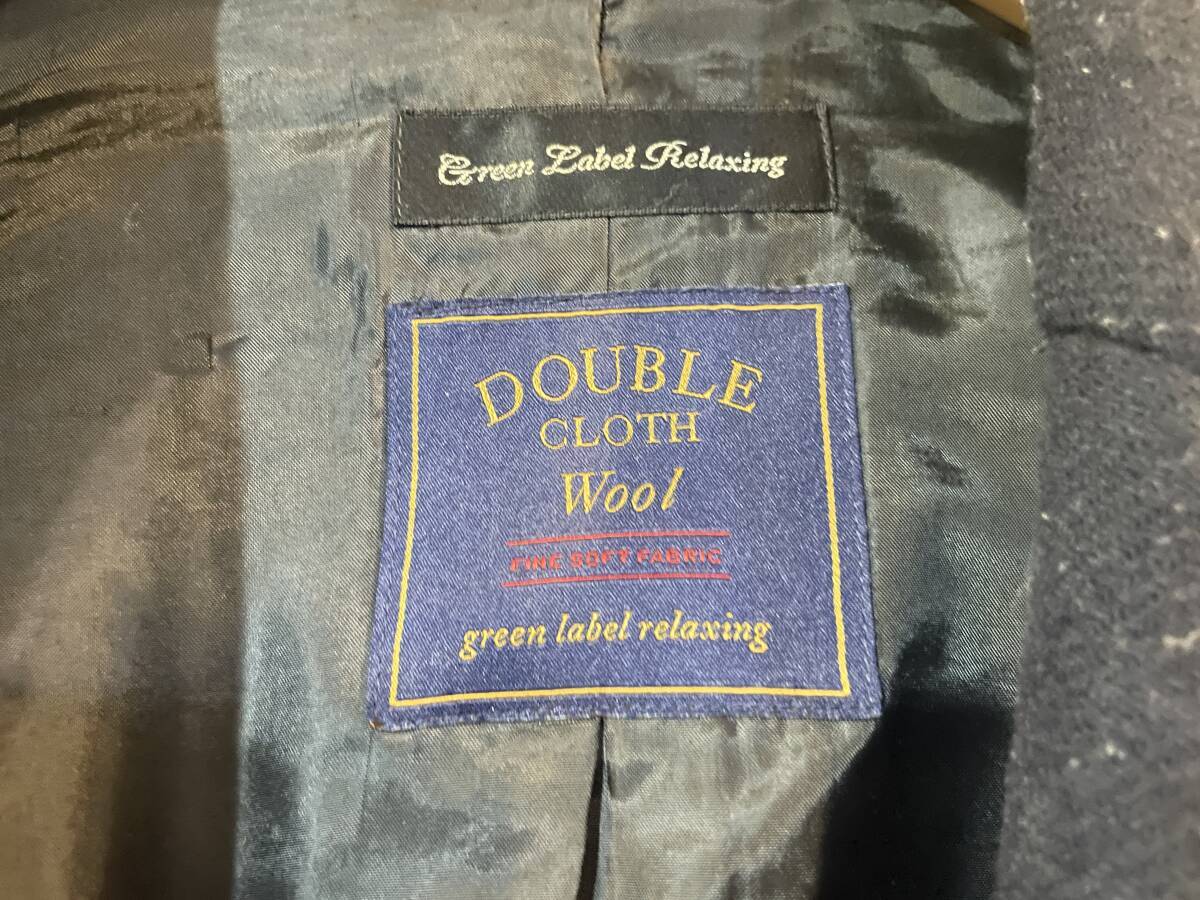 Green Label Relaxing
DOUBLE
CLOTH
Wool
FINE SOFT FABRIC
green label relaxing